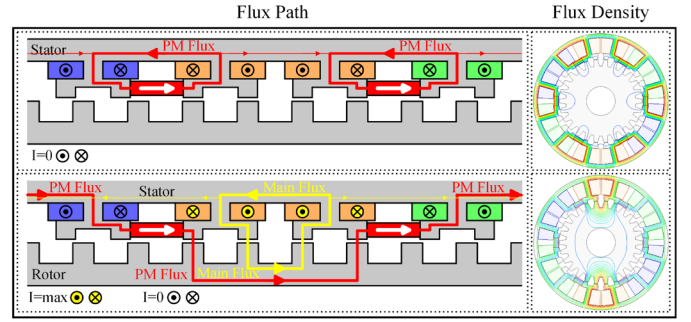 Flux Path
Flux Density
Stator
PM Flux
PM Flux
I=0
PM Flux
Stator
Main Flux
PM Flux
PM Flux
Main Flux
Rotor
I=max
I=0